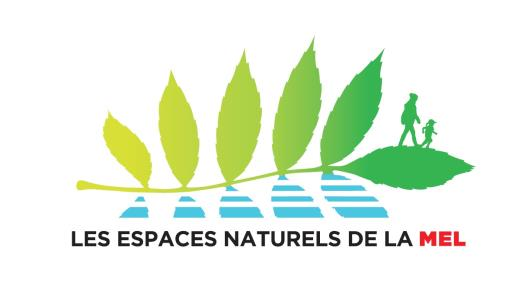 LES ESPACES NATURELS DE LA MEL